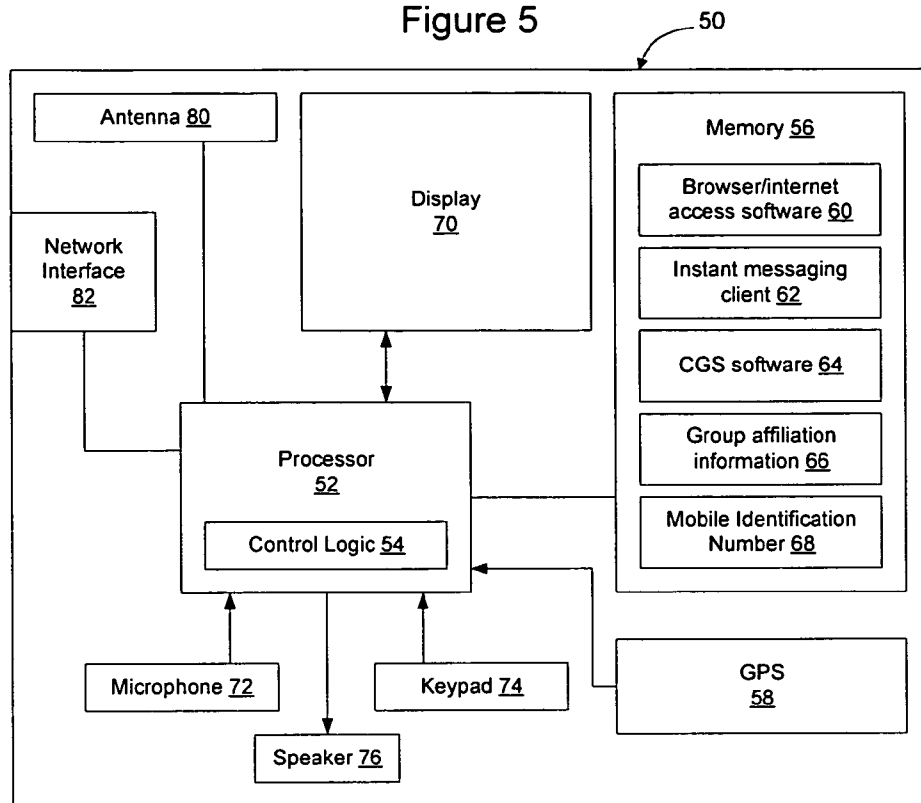 Figure 5
50
Antenna 80
Display
70
Memory 56
Browser/internet
access software 60
Instant messaging
client 62
CGS software 64
Group affiliation
information 66
Mobile Identification
Number 68
Network
Interface
82
Processor
52
Control Logic 54
Microphone 72
Keypad 74
Speaker 76
GPS
58